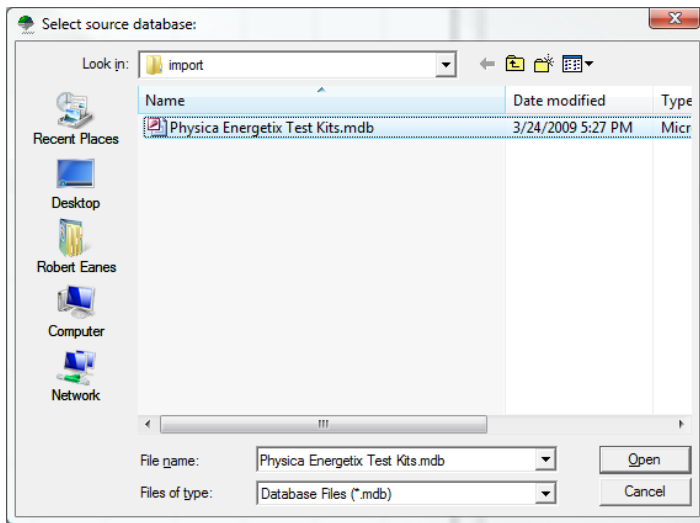 Select source database:
Look in: import
Name Date modified Type
Physica Energetix Test Kits.mdb 3/24/2009 5:27 PM Micr
Recent Places
Desktop
Robert Eanes
Computer
Network
File name: Physica Energetix Test Kits.mdb Open
Files of type: Database Files (*.mdb) Cancel